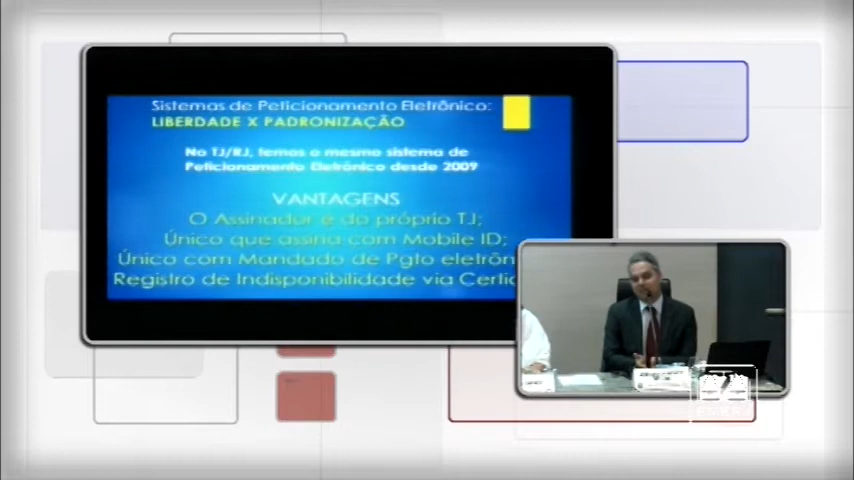 Sistemas de Peticionamento Eletrônico:
LIBERDADE X PADRONIZAÇÃO
No TJ/RJ, temos o mesmo sistema de
Peticionamento Eletrônico desde 2009
VANTAGENS
O Assinador é do próprio TJ;
Único que assina com Mobile ID;
Único com Mandado de Pgto eletrôn
Registro de Indisponibilidade via Certid